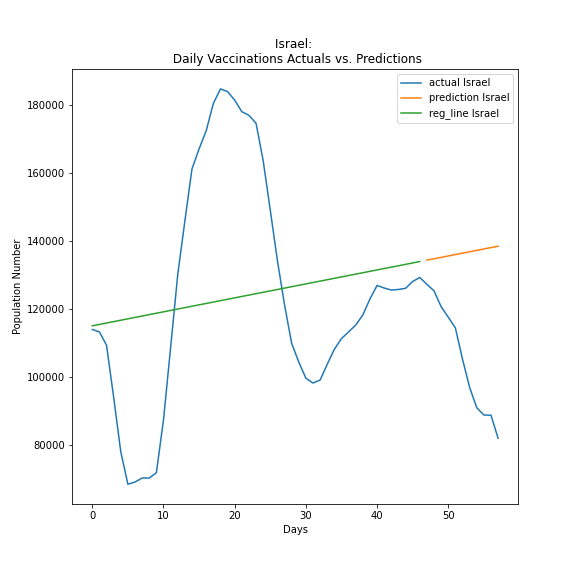 Israel:
Daily Vaccinations Actuals vs. Predictions
actual Israel
prediction Israel
reg_line Israel
Population Number
180000
160000
140000
120000
100000
80000
0 10 20 30 40 50
Days